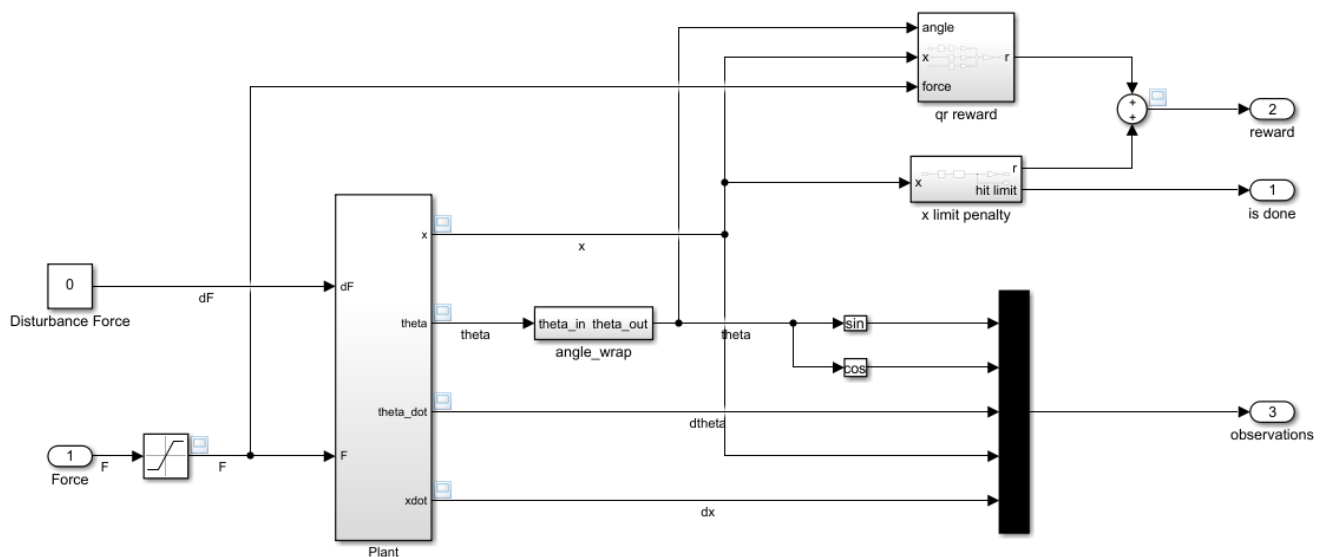 angle
x
r
force
qr reward
+
+
2
reward
x
r
hit limit
x limit penalty
1
is done
x
x
0
Disturbance Force
dF
dF
theta
theta
theta_in theta_out
angle_wrap
theta
sin
cos
theta_dot
dtheta
3
observations
1
Force
F
F
F
xdot
dx
Plant